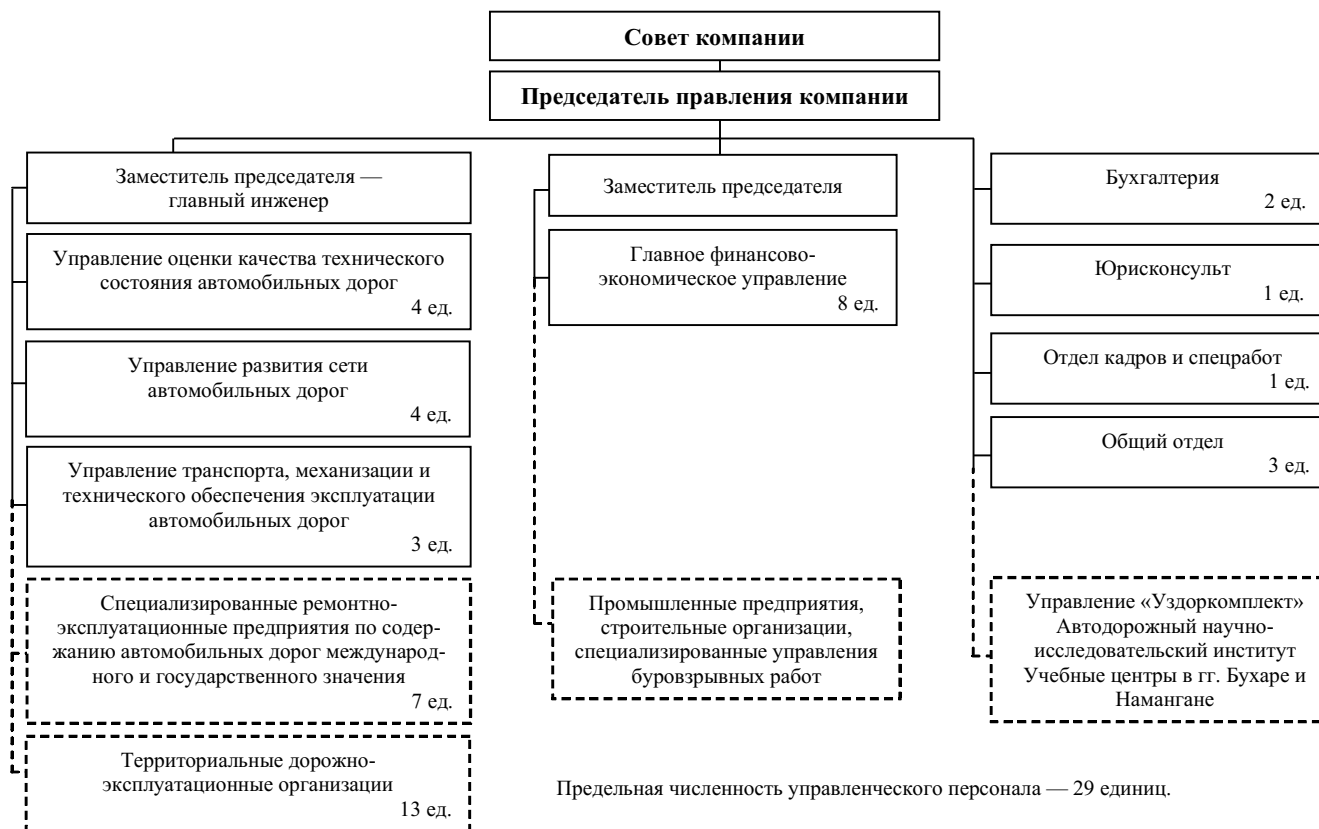 Совет компании
Председатель правления компании
Заместитель председателя —
главный инженер
Управление оценки качества технического
состояния автомобильных дорог
4 ед.
Управление развития сети
автомобильных дорог
4 ед.
Управление транспорта, механизации и
технического обеспечения эксплуатации
автомобильных дорог
3 ед.
Специализированные ремонтно-
эксплуатационные предприятия по содер-
жанию автомобильных дорог международ-
ного и государственного значения
7 ед.
Территориальные дорожно-
эксплуатационные организации
13 ед.
Заместитель председателя
Главное финансово-
экономическое управление
8 ед.
Промышленные предприятия,
строительные организации,
специализированные управления
буровзрывных работ
Бухгалтерия
2 ед.
Юрисконсульт
1 ед.
Отдел кадров и спецработ
1 ед.
Общий отдел
3 ед.
Управление «Уздоркомплект»
Автодорожный научно-
исследовательский институт
Учебные центры в гг. Бухаре и
Намангане
Предельная численность управленческого персонала — 29 единиц.